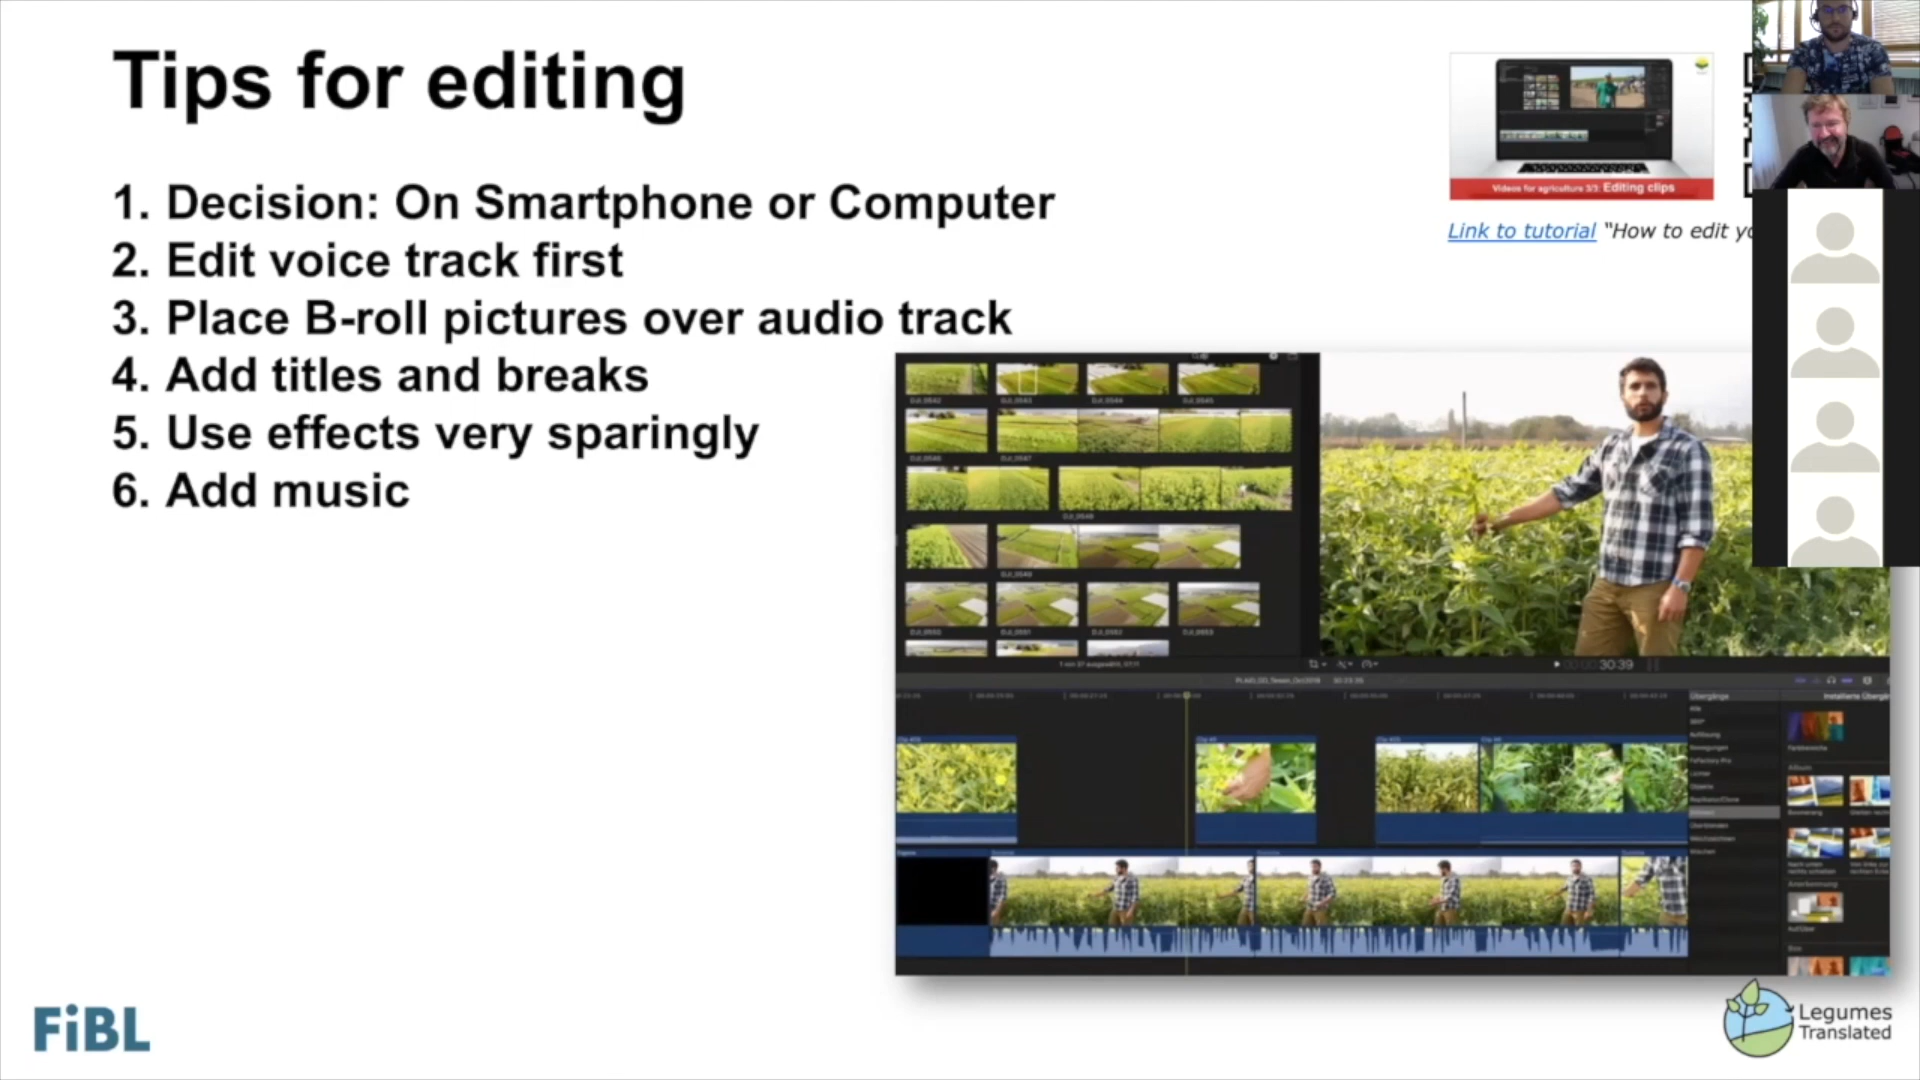 Tips for editing
1. Decision: On Smartphone or Computer
2. Edit voice track first
3. Place B-roll pictures over audio track
4. Add titles and breaks
5. Use effects very sparingly
6. Add music
Videos for agriculture 3/3: Editing clips
Link to tutorial "How to edit yo
30:39
FiBL
Legumes
Translated